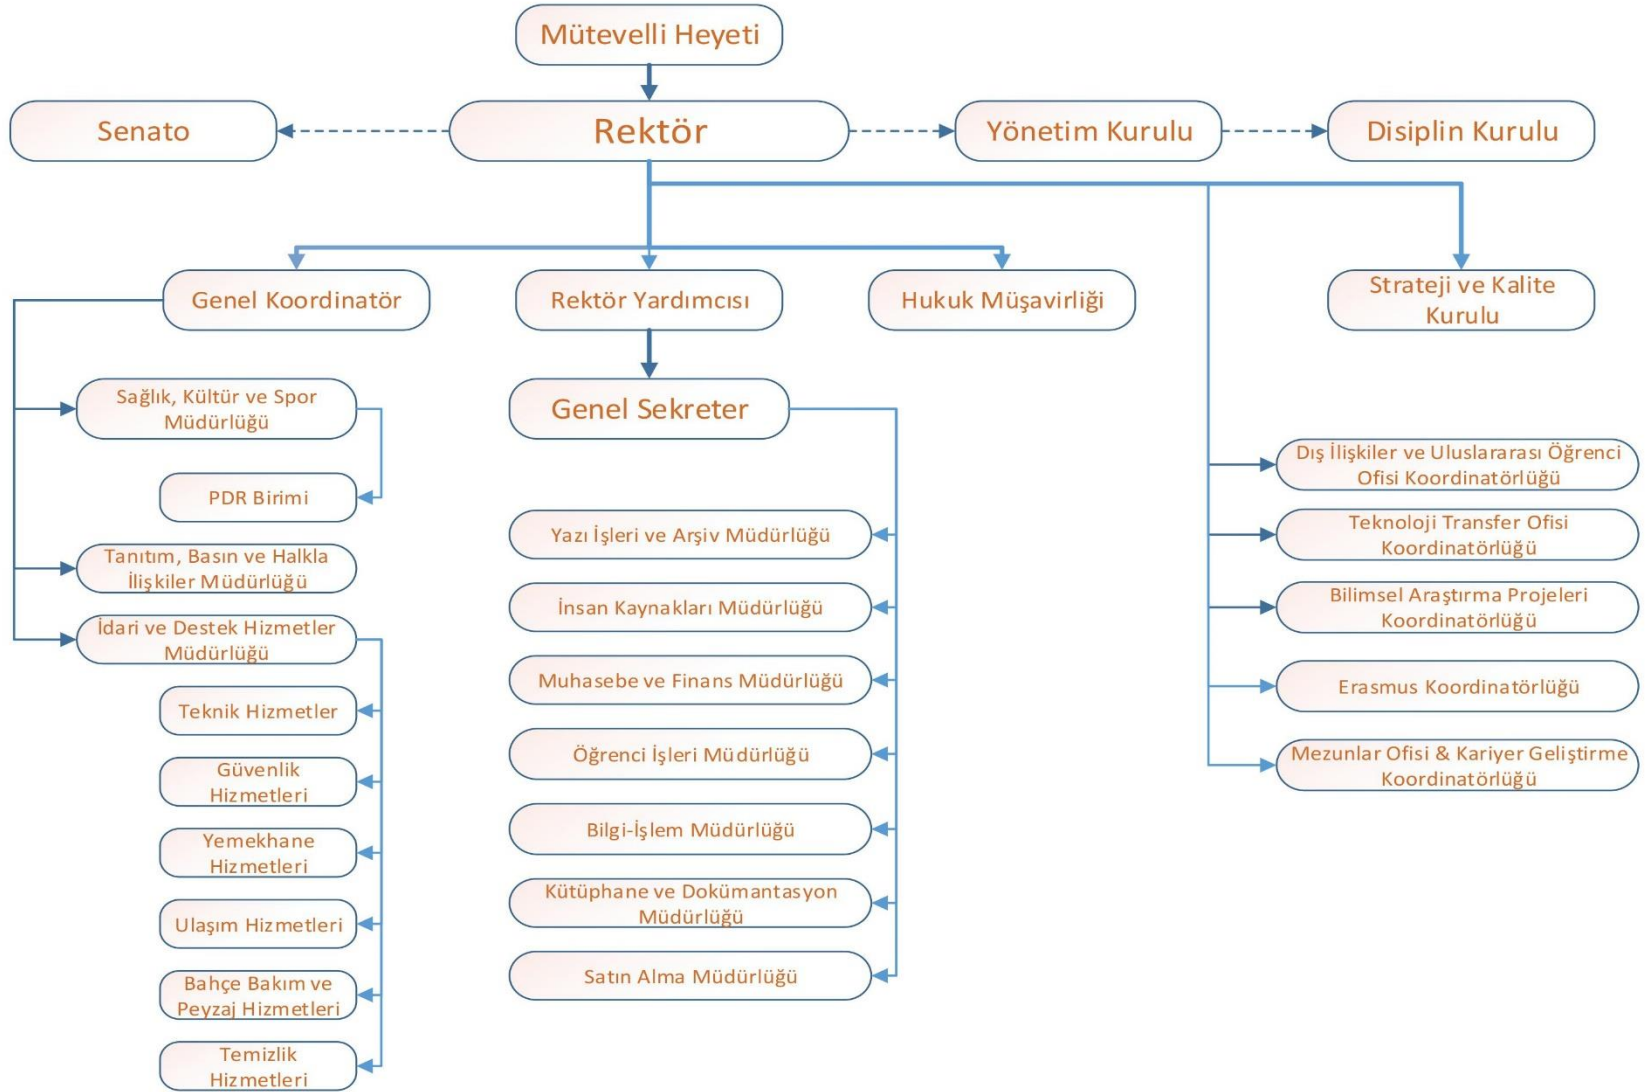 Mütevelli Heyeti
Senato
Rektör
Yönetim Kurulu
Disiplin Kurulu
Genel Koordinatör
Rektör Yardımcısı
Hukuk Müşavirliği
Strateji ve Kalite
Kurulu
Sağlık, Kültür ve Spor
Müdürlüğü
PDR Birimi
Tanıtım, Basın ve Halkla
İlişkiler Müdürlüğü
İdari ve Destek Hizmetler
Müdürlüğü
Teknik Hizmetler
Güvenlik
Hizmetleri
Yemekhane
Hizmetleri
Ulaşım Hizmetleri
Bahçe Bakım ve
Peyzaj Hizmetleri
Temizlik
Hizmetleri
Genel Sekreter
Yazı İşleri ve Arşiv Müdürlüğü
İnsan Kaynakları Müdürlüğü
Muhasebe ve Finans Müdürlüğü
Öğrenci İşleri Müdürlüğü
Bilgi-İşlem Müdürlüğü
Kütüphane ve Dokümantasyon
Müdürlüğü
Satın Alma Müdürlüğü
Dış İlişkiler ve Uluslararası Öğrenci
Ofisi Koordinatörlüğü
Teknoloji Transfer Ofisi
Koordinatörlüğü
Bilimsel Araştırma Projeleri
Koordinatörlüğü
Erasmus Koordinatörlüğü
Mezunlar Ofisi & Kariyer Geliştirme
Koordinatörlüğü